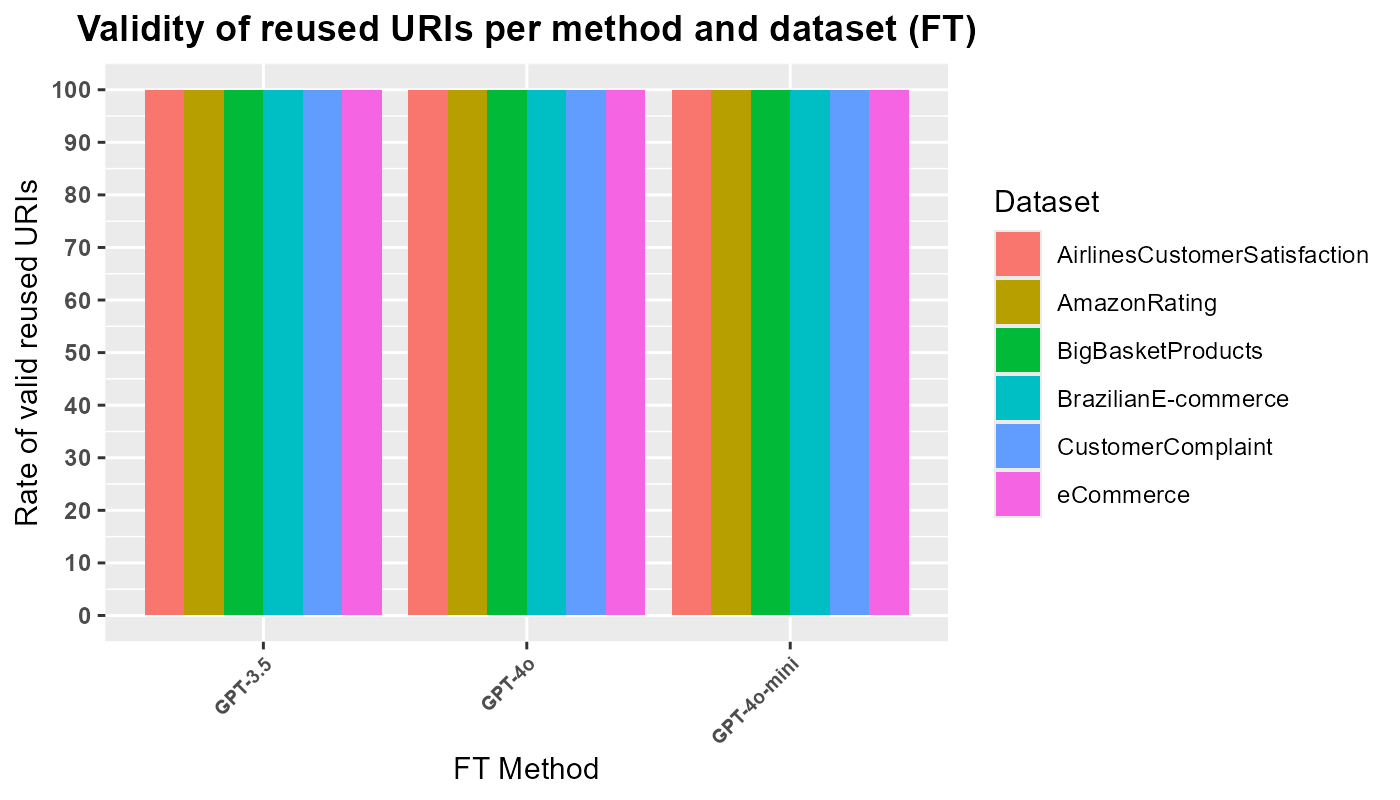 Validity of reused URIs per method and dataset (FT)
Rate of valid reused URIs
100
90
80
70
60
50
40
30
20
10
0
GPT-3.5
GPT-4o
GPT-4o-mini
FT Method
Dataset
AirlinesCustomerSatisfaction
AmazonRating
BigBasketProducts
BrazilianE-commerce
CustomerComplaint
eCommerce